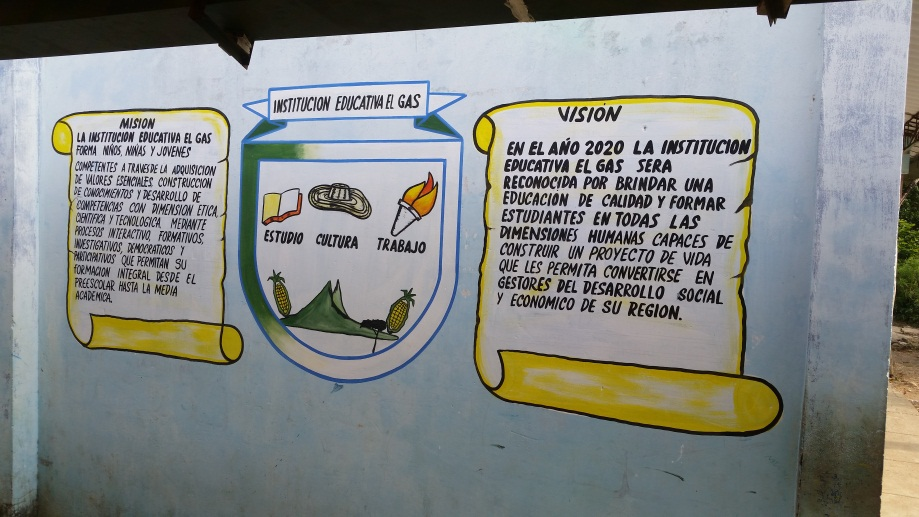 MISION
LA INSTITUCION EDUCATIVA EL GAS
FORMA NIÑOS, NIÑAS Y JOVENES
COMPETENTES A TRAVES DE LA ADQUISICION
DE VALORES ESENCIALES. CONSTRUCCION
DE CONOCIMIENTOS Y DESARROLLO DE
COMPETENCIAS CON DIMENSION ETICA,
CIENTIFICA Y TECNOLOGICA, MEDIANTE
PROCESOS INTERACTIVO, FORMATIVOS,
INVESTIGATIVOS, DEMOCRATICOS Y
PARTICIPATIVOS QUE PERMITAN SU
FORMACION INTEGRAL DESDE EL
PREESCOLAR HASTA LA MEDIA
ACADEMICA.
INSTITUCION EDUCATIVA EL GAS
ESTUDIO CULTURA TRABAJO
VISIÓN
EN EL AÑO 2020 LA INSTITUCION
EDUCATIVA EL GAS SERA
RECONOCIDA POR BRINDAR UNA
EDUCACION DE CALIDAD Y FORMAR
ESTUDIANTES EN TODAS LAS
DIMENSIONES HUMANAS CAPACES DE
CONSTRUIR UN PROYECTO DE VIDA
QUE LES PERMITA CONVERTIRSE EN
GESTORES DEL DESARROLLO SOCIAL
Y ECONOMICO DE SU REGION.